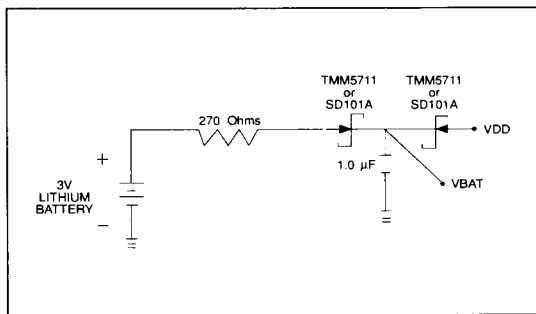 TMM5711
or
SD101A
TMM5711
or
SD101A
270 Ohms
VDD
+
1.0 µF
3V
LITHIUM
BATTERY
VBAT
–